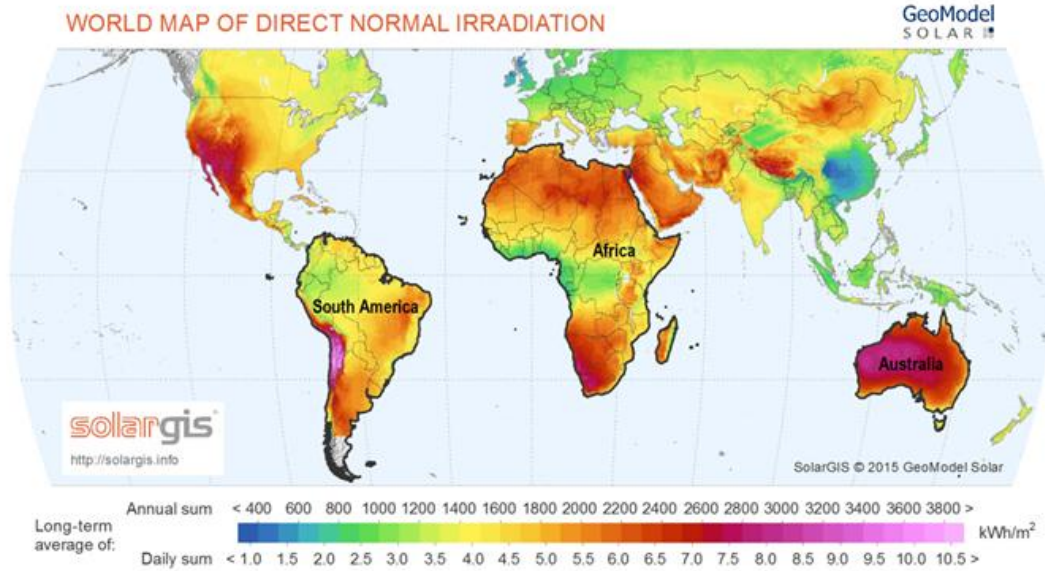 WORLD MAP OF DIRECT NORMAL IRRADIATION
GeoModel
SOLAR
Africa
South America
Australia
solargis
http://solargis.info
SolarGIS © 2015 GeoModel Solar
Annual sum < 400 600 800 1000 1200 1400 1600 1800 2000 2200 2400 2600 2800 3000 3200 3400 3600 3800 >
Long-term
average of:
kWh/m²
Daily sum < 1.0 1.5 2.0 2.5 3.0 3.5 4.0 4.5 5.0 5.5 6.0 6.5 7.0 7.5 8.0 8.5 9.0 9.5 10.0 10.5 >